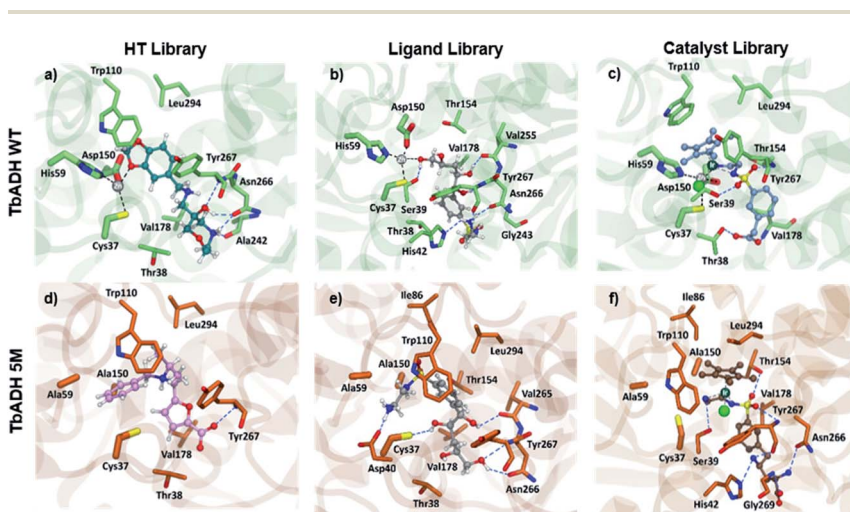 HT Library
Ligand Library
Catalyst Library
TbADH WT
a)
Trp110
Leu294
His59
Asp150
Tyr267
Asn266
Val178
Ala242
Cys37
Thr38
b)
Asp150
Thr154
His59
Val178
Val255
Tyr267
Cys37
Ser39
Asn266
Thr38
His42
Gly243
c)
Trp110
Leu294
His59
Thr154
Asp150
Tyr267
Ser39
Cys37
Val178
Thr38
TbADH 5M
d)
Trp110
Leu294
Ala150
Ala59
Val178
Tyr267
Cys37
Thr38
e)
Ile86
Trp110
Leu294
Ala150
Ala59
Thr154
Val265
Cys37
Tyr267
Asp40
Val178
Asn266
Thr38
f)
Ile86
Trp110
Leu294
Ala150
Thr154
Ala59
Val178
Tyr267
Cys37
Ser39
Asn266
His42
Gly269